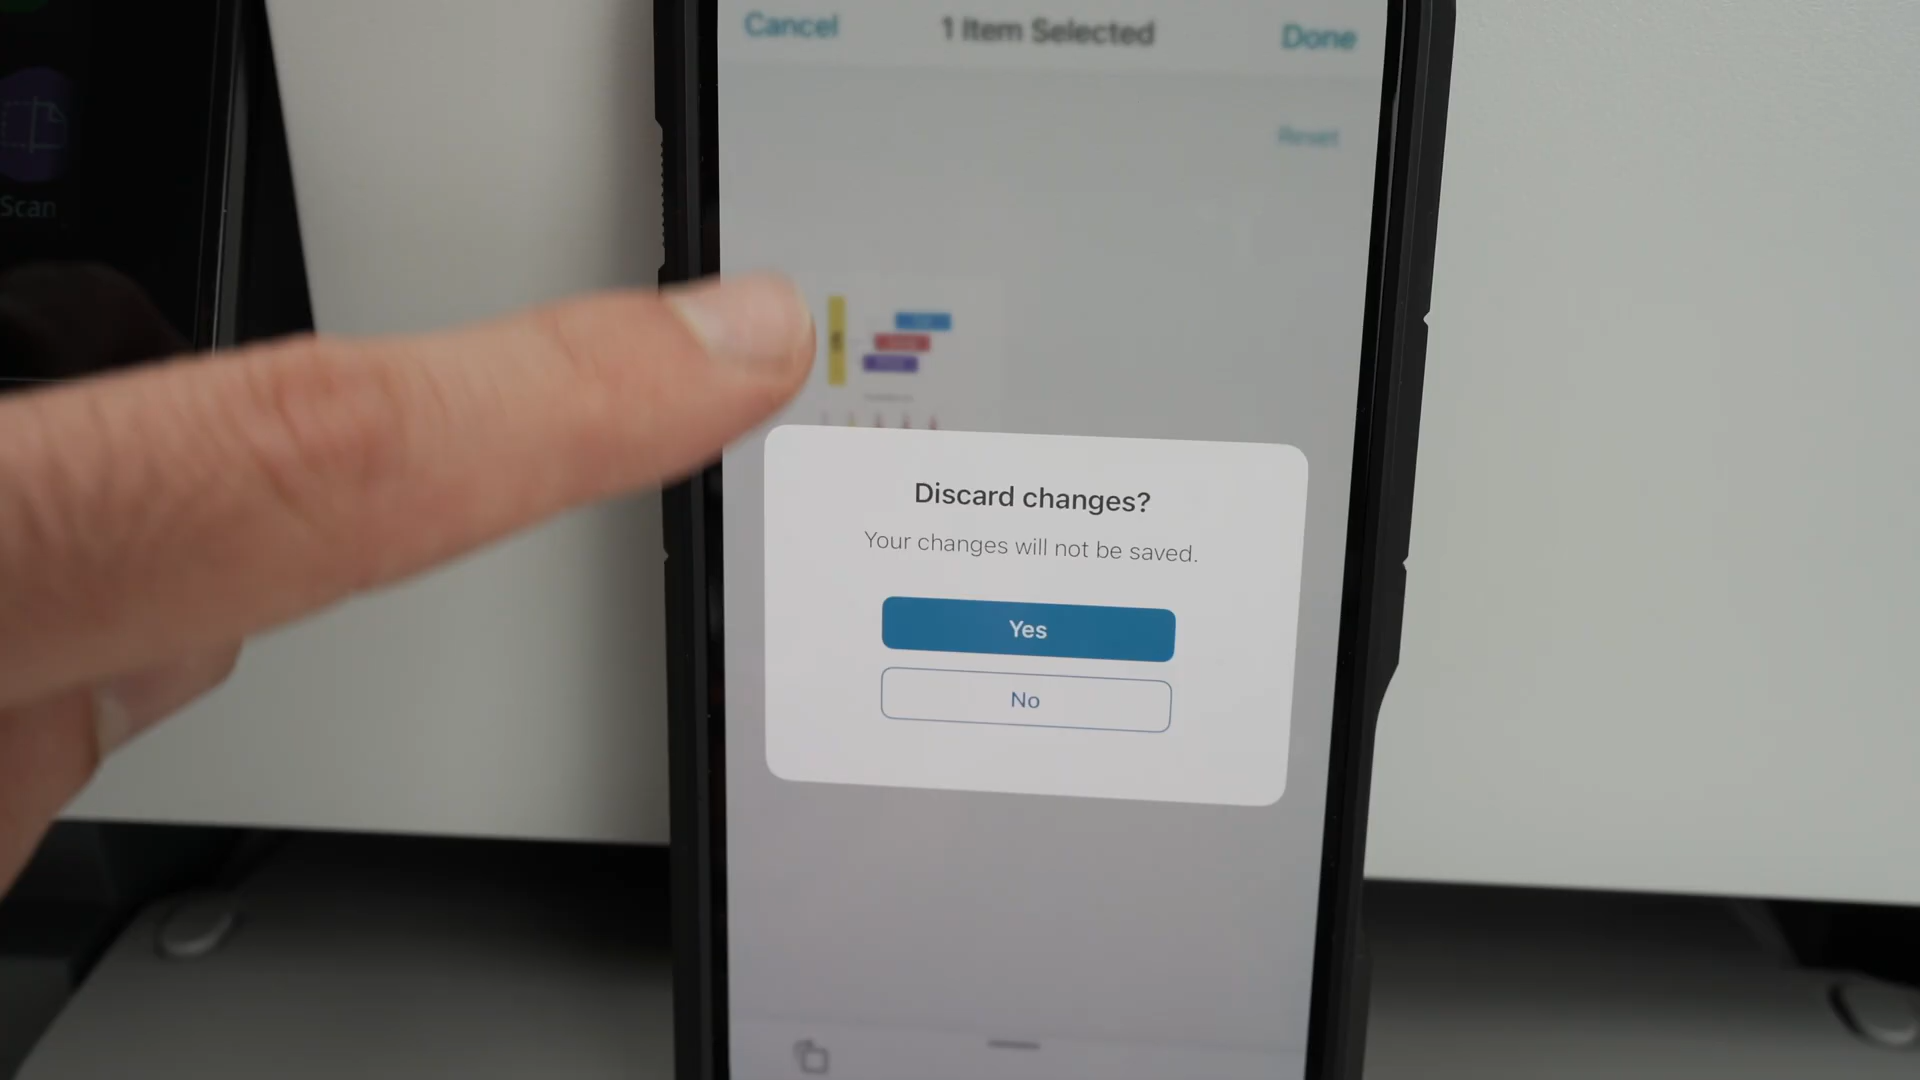 Cancel
1 Item Selected
Done
Reset
Scan
Discard changes?
Your changes will not be saved.
Yes
No